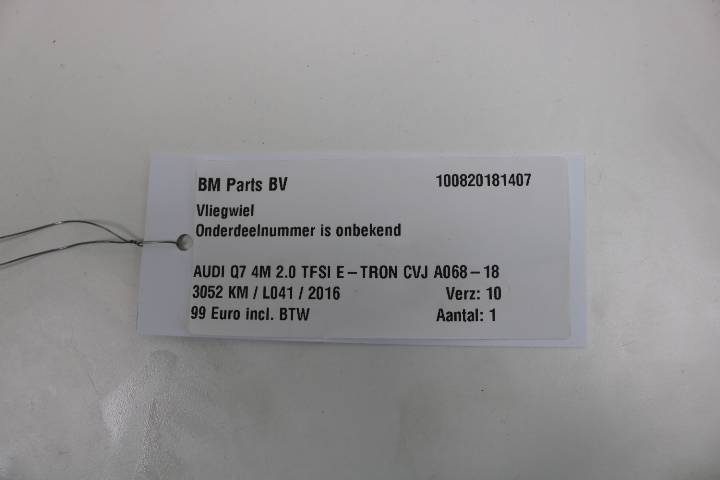 BM Parts BV 100820181407
Vliegwiel
Onderdeelnummer is onbekend
AUDI Q7 4M 2.0 TFSI E-TRON CVJ A068-18
3052 KM / L041 / 2016 Verz: 10
99 Euro incl. BTW Aantal: 1